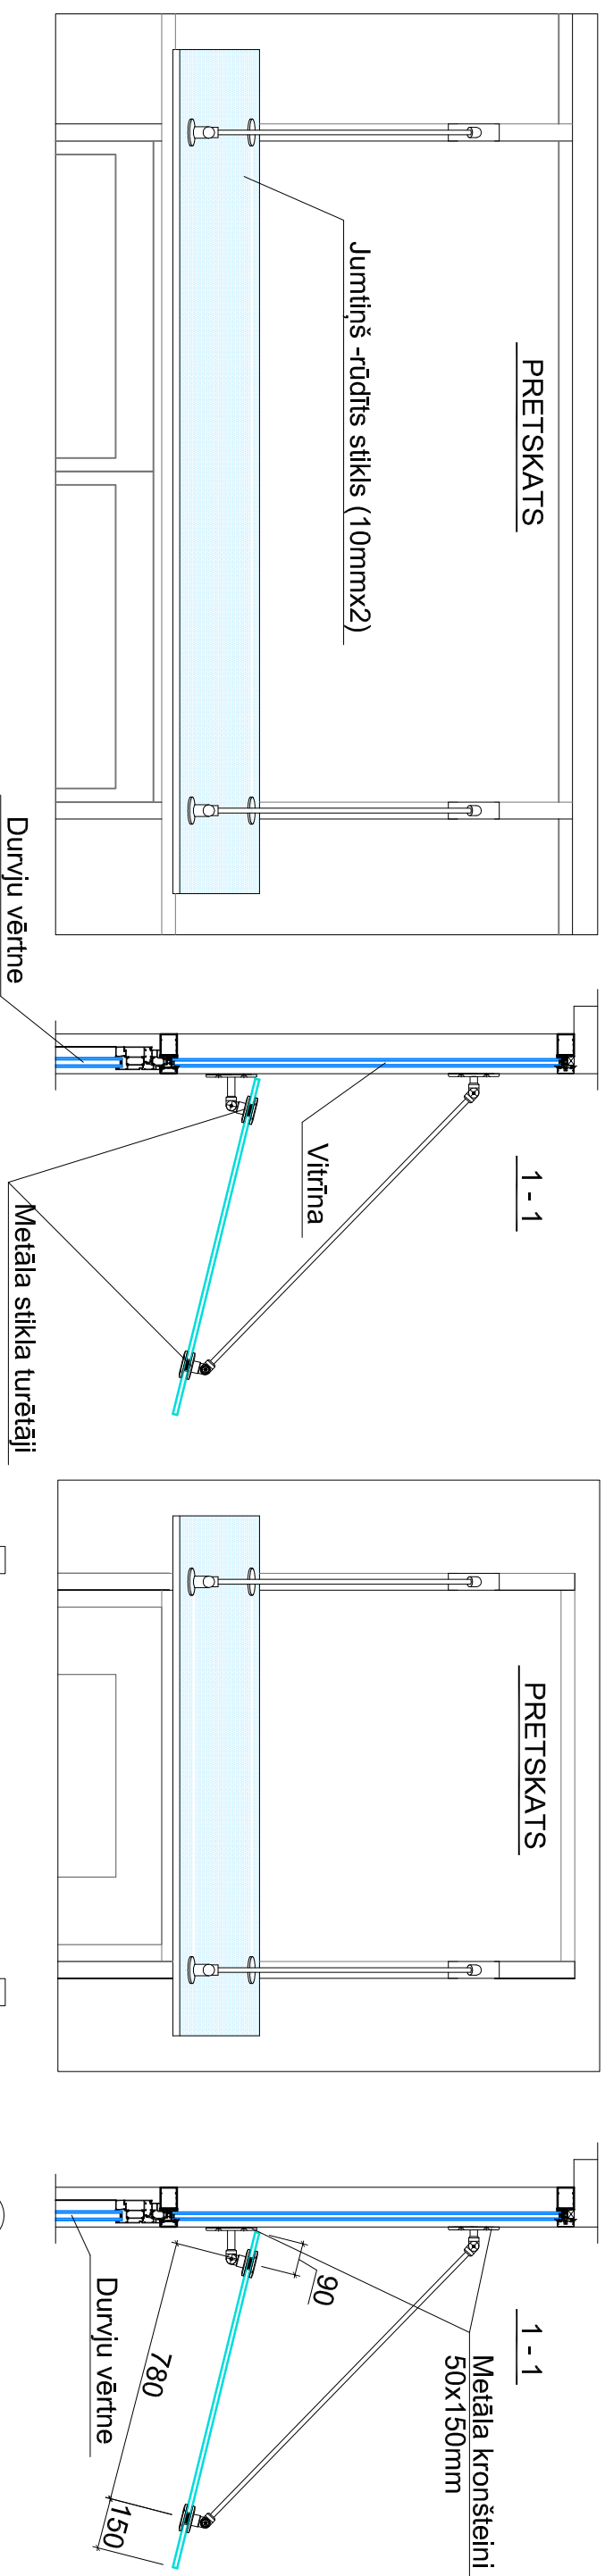 PRETSKATS
Jumtiņš -rūdīts stikls (10mmx2)
Durvju vērtne
1 - 1
Vitrīna
Metāla stikla turētāji
PRETSKATS
1 - 1
Metāla kronšteini
50x150mm
90
780
150
Durvju vērtne